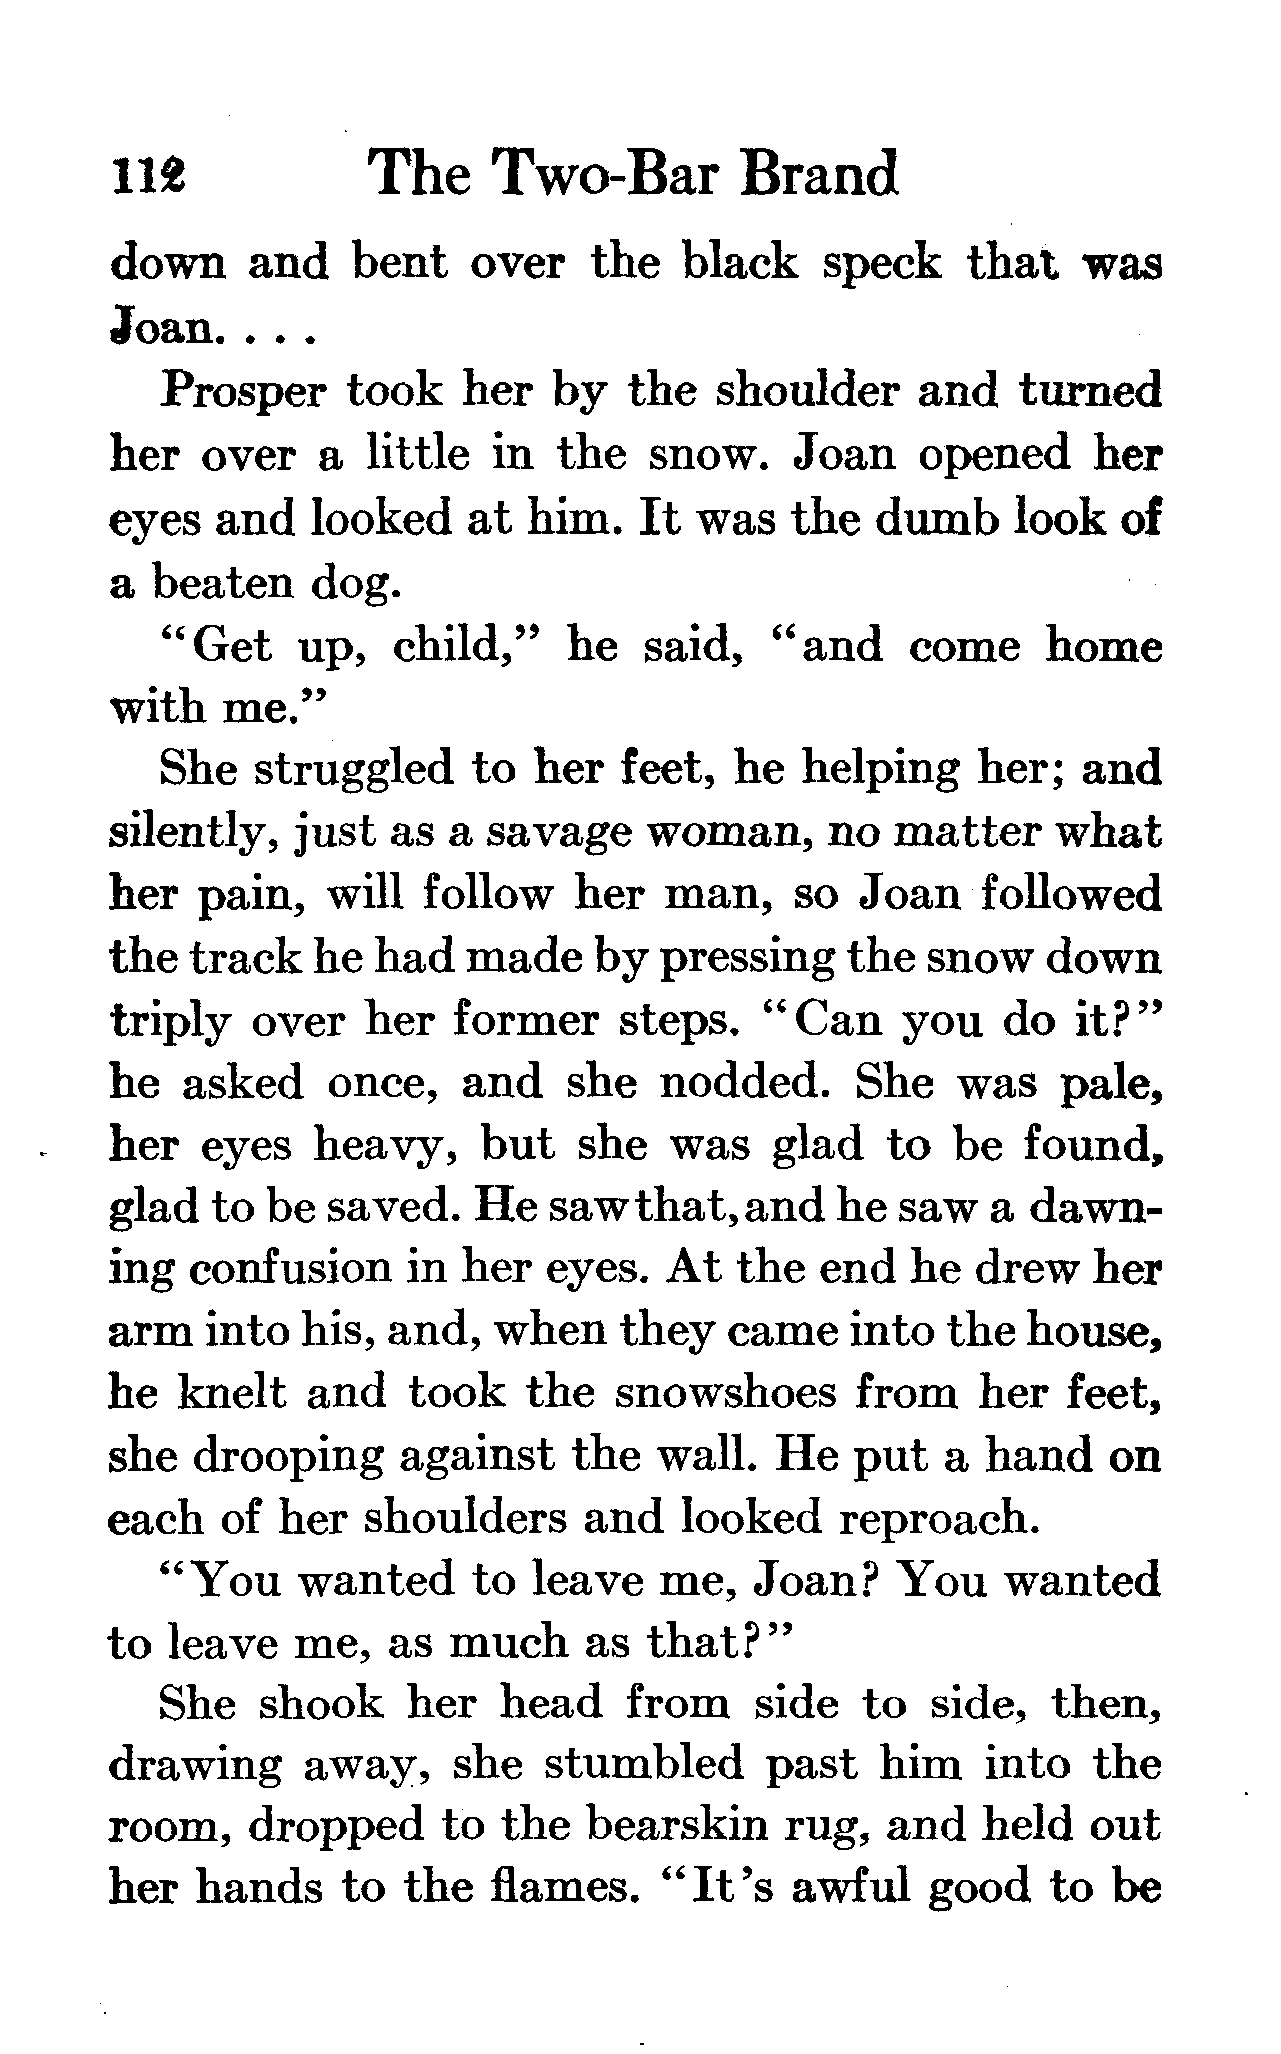 112 The Two-Bar Brand
down and bent over the black speck that was
Joan. . . .
Prosper took her by the shoulder and turned
her over a little in the snow. Joan opened her
eyes and looked at him. It was the dumb look of
a beaten dog.
"Get up, child," he said, "and come home
with me."
She struggled to her feet, he helping her; and
silently, just as a savage woman, no matter what
her pain, will follow her man, so Joan followed
the track he had made by pressing the snow down
triply over her former steps. "Can you do it?"
he asked once, and she nodded. She was pale,
her eyes heavy, but she was glad to be found,
glad to be saved. He saw that, and he saw a dawn-
ing confusion in her eyes. At the end he drew her
arm into his, and, when they came into the house,
he knelt and took the snowshoes from her feet,
she drooping against the wall. He put a hand on
each of her shoulders and looked reproach.
"You wanted to leave me, Joan? You wanted
to leave me, as much as that?"
She shook her head from side to side, then,
drawing away, she stumbled past him into the
room, dropped to the bearskin rug, and held out
her hands to the flames. "It's awful good to be